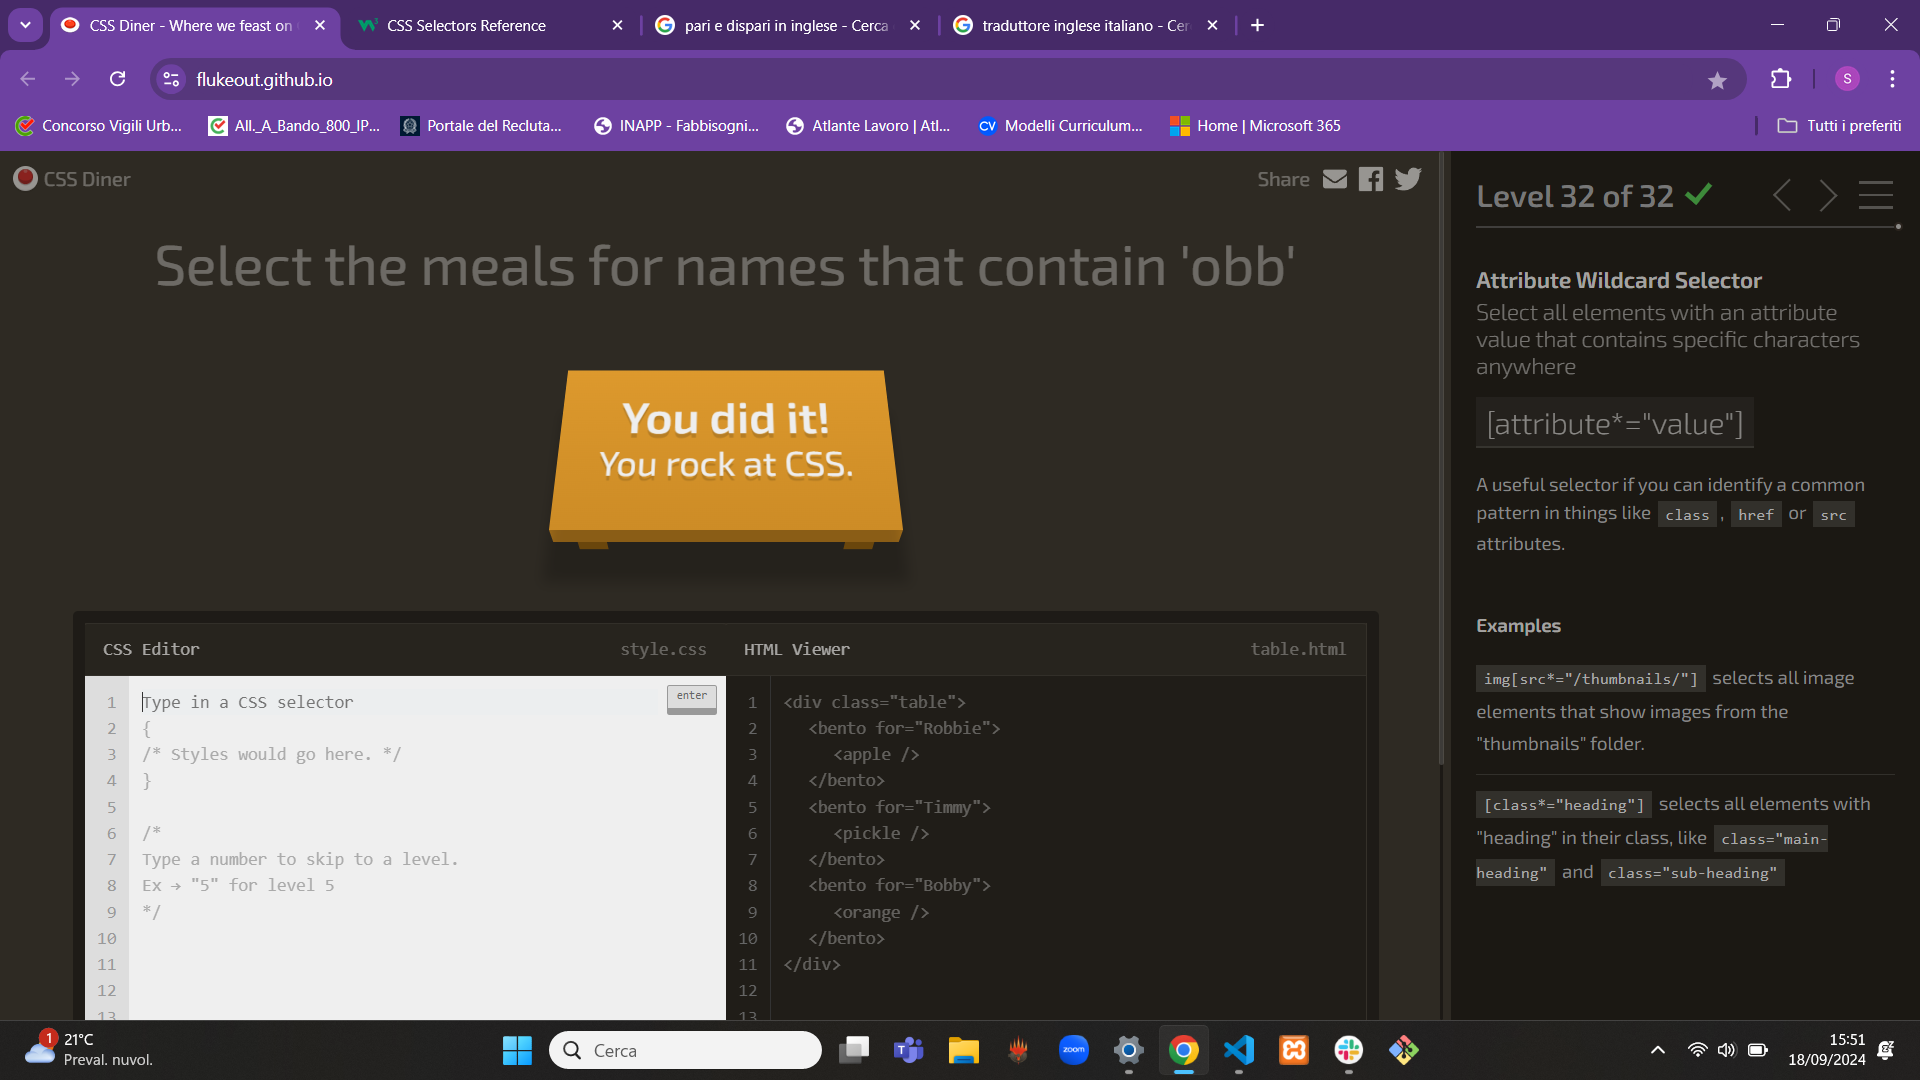 CSS Diner - Where we feast on
CSS Selectors Reference
pari e dispari in inglese - Cerca
traduttore inglese italiano - Cer
flukeout.github.io
S
Concorso Vigili Urb...
All._A_Bando_800_IP...
Portale del Recluta...
INAPP - Fabbisogni...
Atlante Lavoro | Atl...
CV
Modelli Curriculum...
Home | Microsoft 365
Tutti i preferiti
CSS Diner
Share
Select the meals for names that contain 'obb'
You did it!
You rock at CSS.
CSS Editor
style.css
1 Type in a CSS selector
enter
2 {
3 /* Styles would go here. */
4 }
5
6 /*
7 Type a number to skip to a level.
8 Ex → "5" for level 5
9 */
10
11
12
13
HTML Viewer
table.html
1 <div class="table">
2 <bento for="Robbie">
3 <apple />
4 </bento>
5 <bento for="Timmy">
6 <pickle />
7 </bento>
8 <bento for="Bobby">
9 <orange />
10 </bento>
11 </div>
12
13
Level 32 of 32
Attribute Wildcard Selector
Select all elements with an attribute
value that contains specific characters
anywhere
[attribute*="value"]
A useful selector if you can identify a common
pattern in things like class , href or src
attributes.
Examples
img[src*="/thumbnails/"] selects all image
elements that show images from the
"thumbnails" folder.
[class*="heading"] selects all elements with
"heading" in their class, like class="main-
heading" and class="sub-heading"
1
21°C
Preval. nuvol.
Cerca
zoom
15:51
18/09/2024